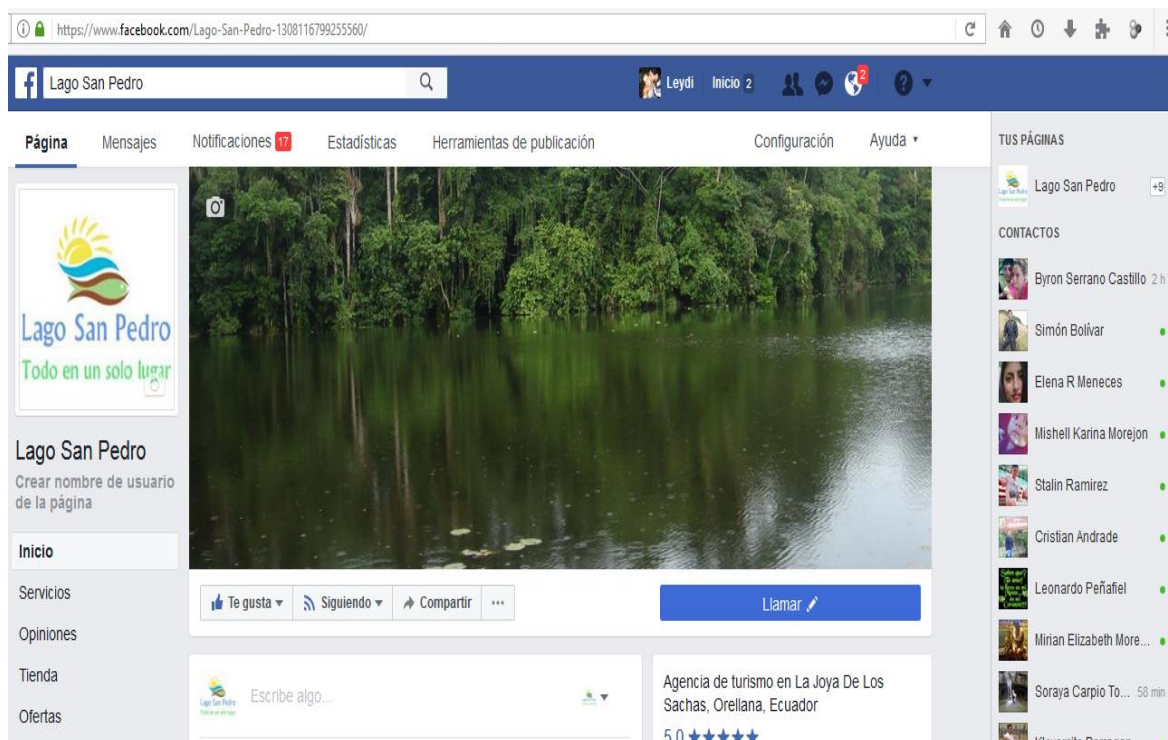 https://www.facebook.com/Lago-San-Pedro-1308116799255560/
Lago San Pedro
Leydi
Inicio 2
2
Página
Mensajes
Notificaciones 17
Estadísticas
Herramientas de publicación
Configuración
Ayuda
Lago San Pedro
Todo en un solo lugar
Lago San Pedro
Crear nombre de usuario
de la página
Inicio
Servicios
Opiniones
Tienda
Ofertas
Te gusta
Siguiendo
Compartir
Llamar
Escribe algo...
Agencia de turismo en La Joya De Los
Sachas, Orellana, Ecuador
5.0 ★★★★★
TUS PÁGINAS
Lago San Pedro +9
CONTACTOS
Byron Serrano Castillo 2 h
Simón Bolívar
Elena R Meneces
Mishell Karina Morejon
Stalin Ramirez
Cristian Andrade
Leonardo Peñafiel
Mirian Elizabeth More...
Soraya Carpio To... 58 min